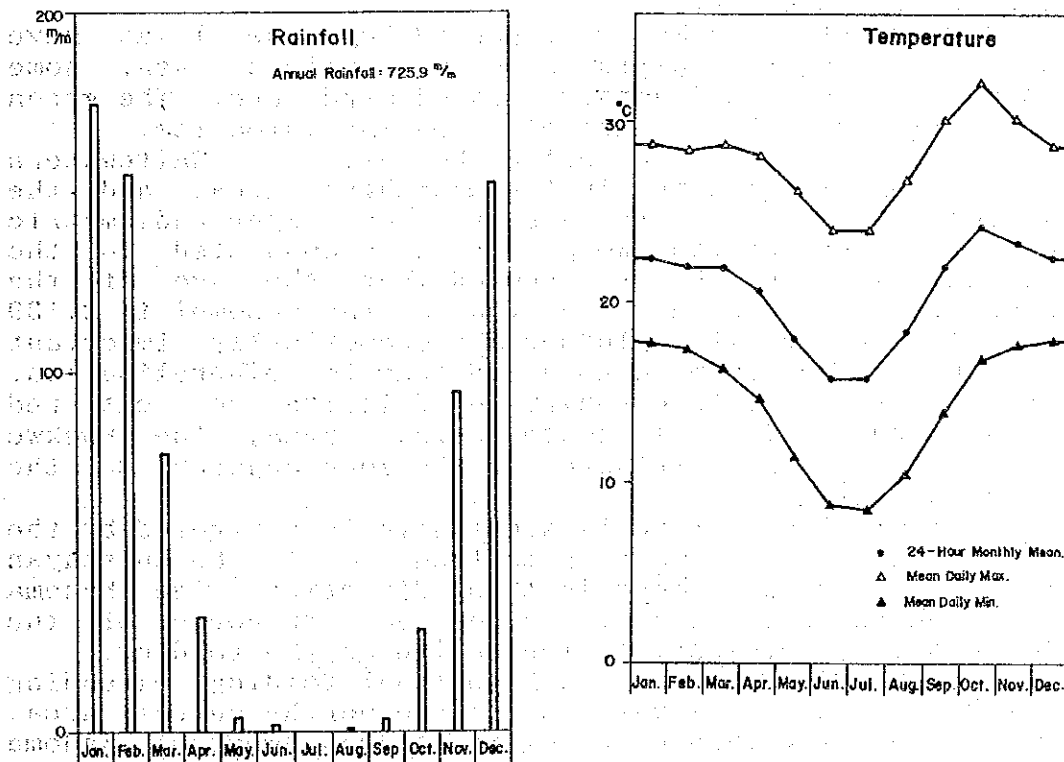 200
m/m
Rainfall
Annual Rainfall: 725.9 m/m
100
0
Jan. Feb. Mar. Apr. May. Jun. Jul. Aug. Sep Oct. Nov. Dec.
Temperature
°C
30
20
10
24-Hour Monthly Mean.
Mean Daily Max.
Mean Daily Min.
0
Jan. Feb. Mar. Apr. May. Jun. Jul. Aug. Sep. Oct. Nov. Dec.